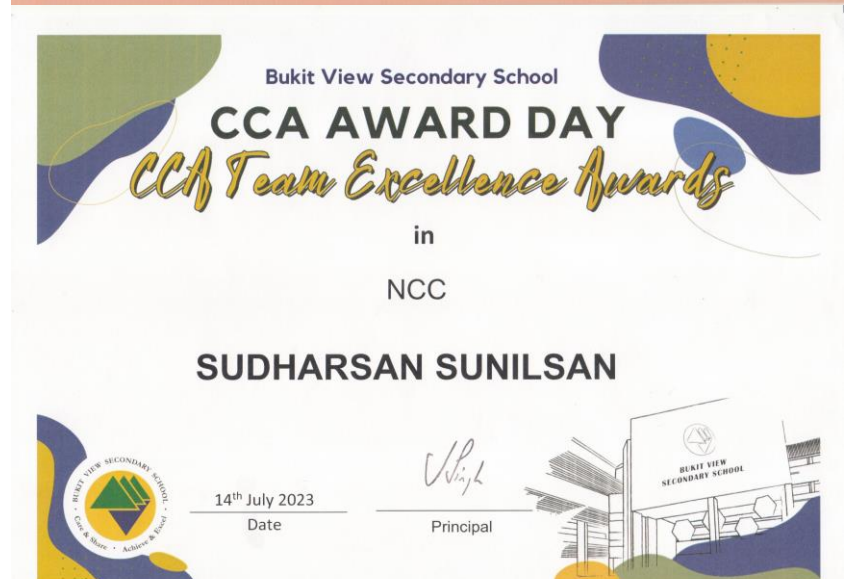 Bukit View Secondary School
CCA AWARD DAY
CCA Team Excellence Awards
in
NCC
SUDHARSAN SUNILSAN
BUKIT VIEW SECONDARY SCHOOL
Care & Share • Achieve & Excel
14th July 2023
Date
Principal
BUKIT VIEW
SECONDARY SCHOOL